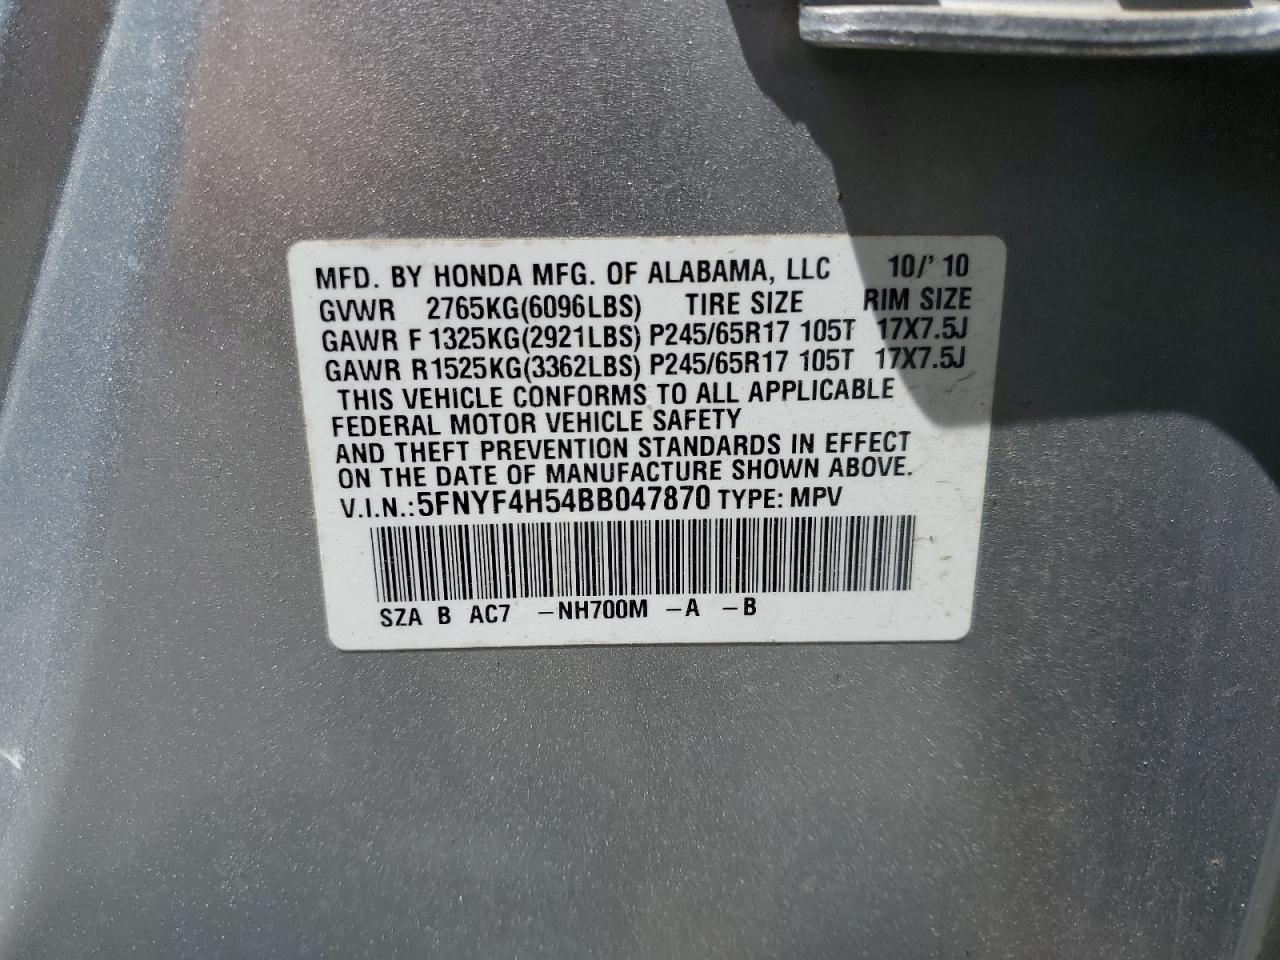 MFD. BY HONDA MFG. OF ALABAMA, LLC 10/' 10
GVWR 2765KG(6096LBS) TIRE SIZE RIM SIZE
GAWR F 1325KG(2921LBS) P245/65R17 105T 17X7.5J
GAWR R1525KG(3362LBS) P245/65R17 105T 17X7.5J
THIS VEHICLE CONFORMS TO ALL APPLICABLE
FEDERAL MOTOR VEHICLE SAFETY
AND THEFT PREVENTION STANDARDS IN EFFECT
ON THE DATE OF MANUFACTURE SHOWN ABOVE.
V.I.N.:5FNYF4H54BB047870 TYPE: MPV
SZA B AC7 -NH700M -A -B